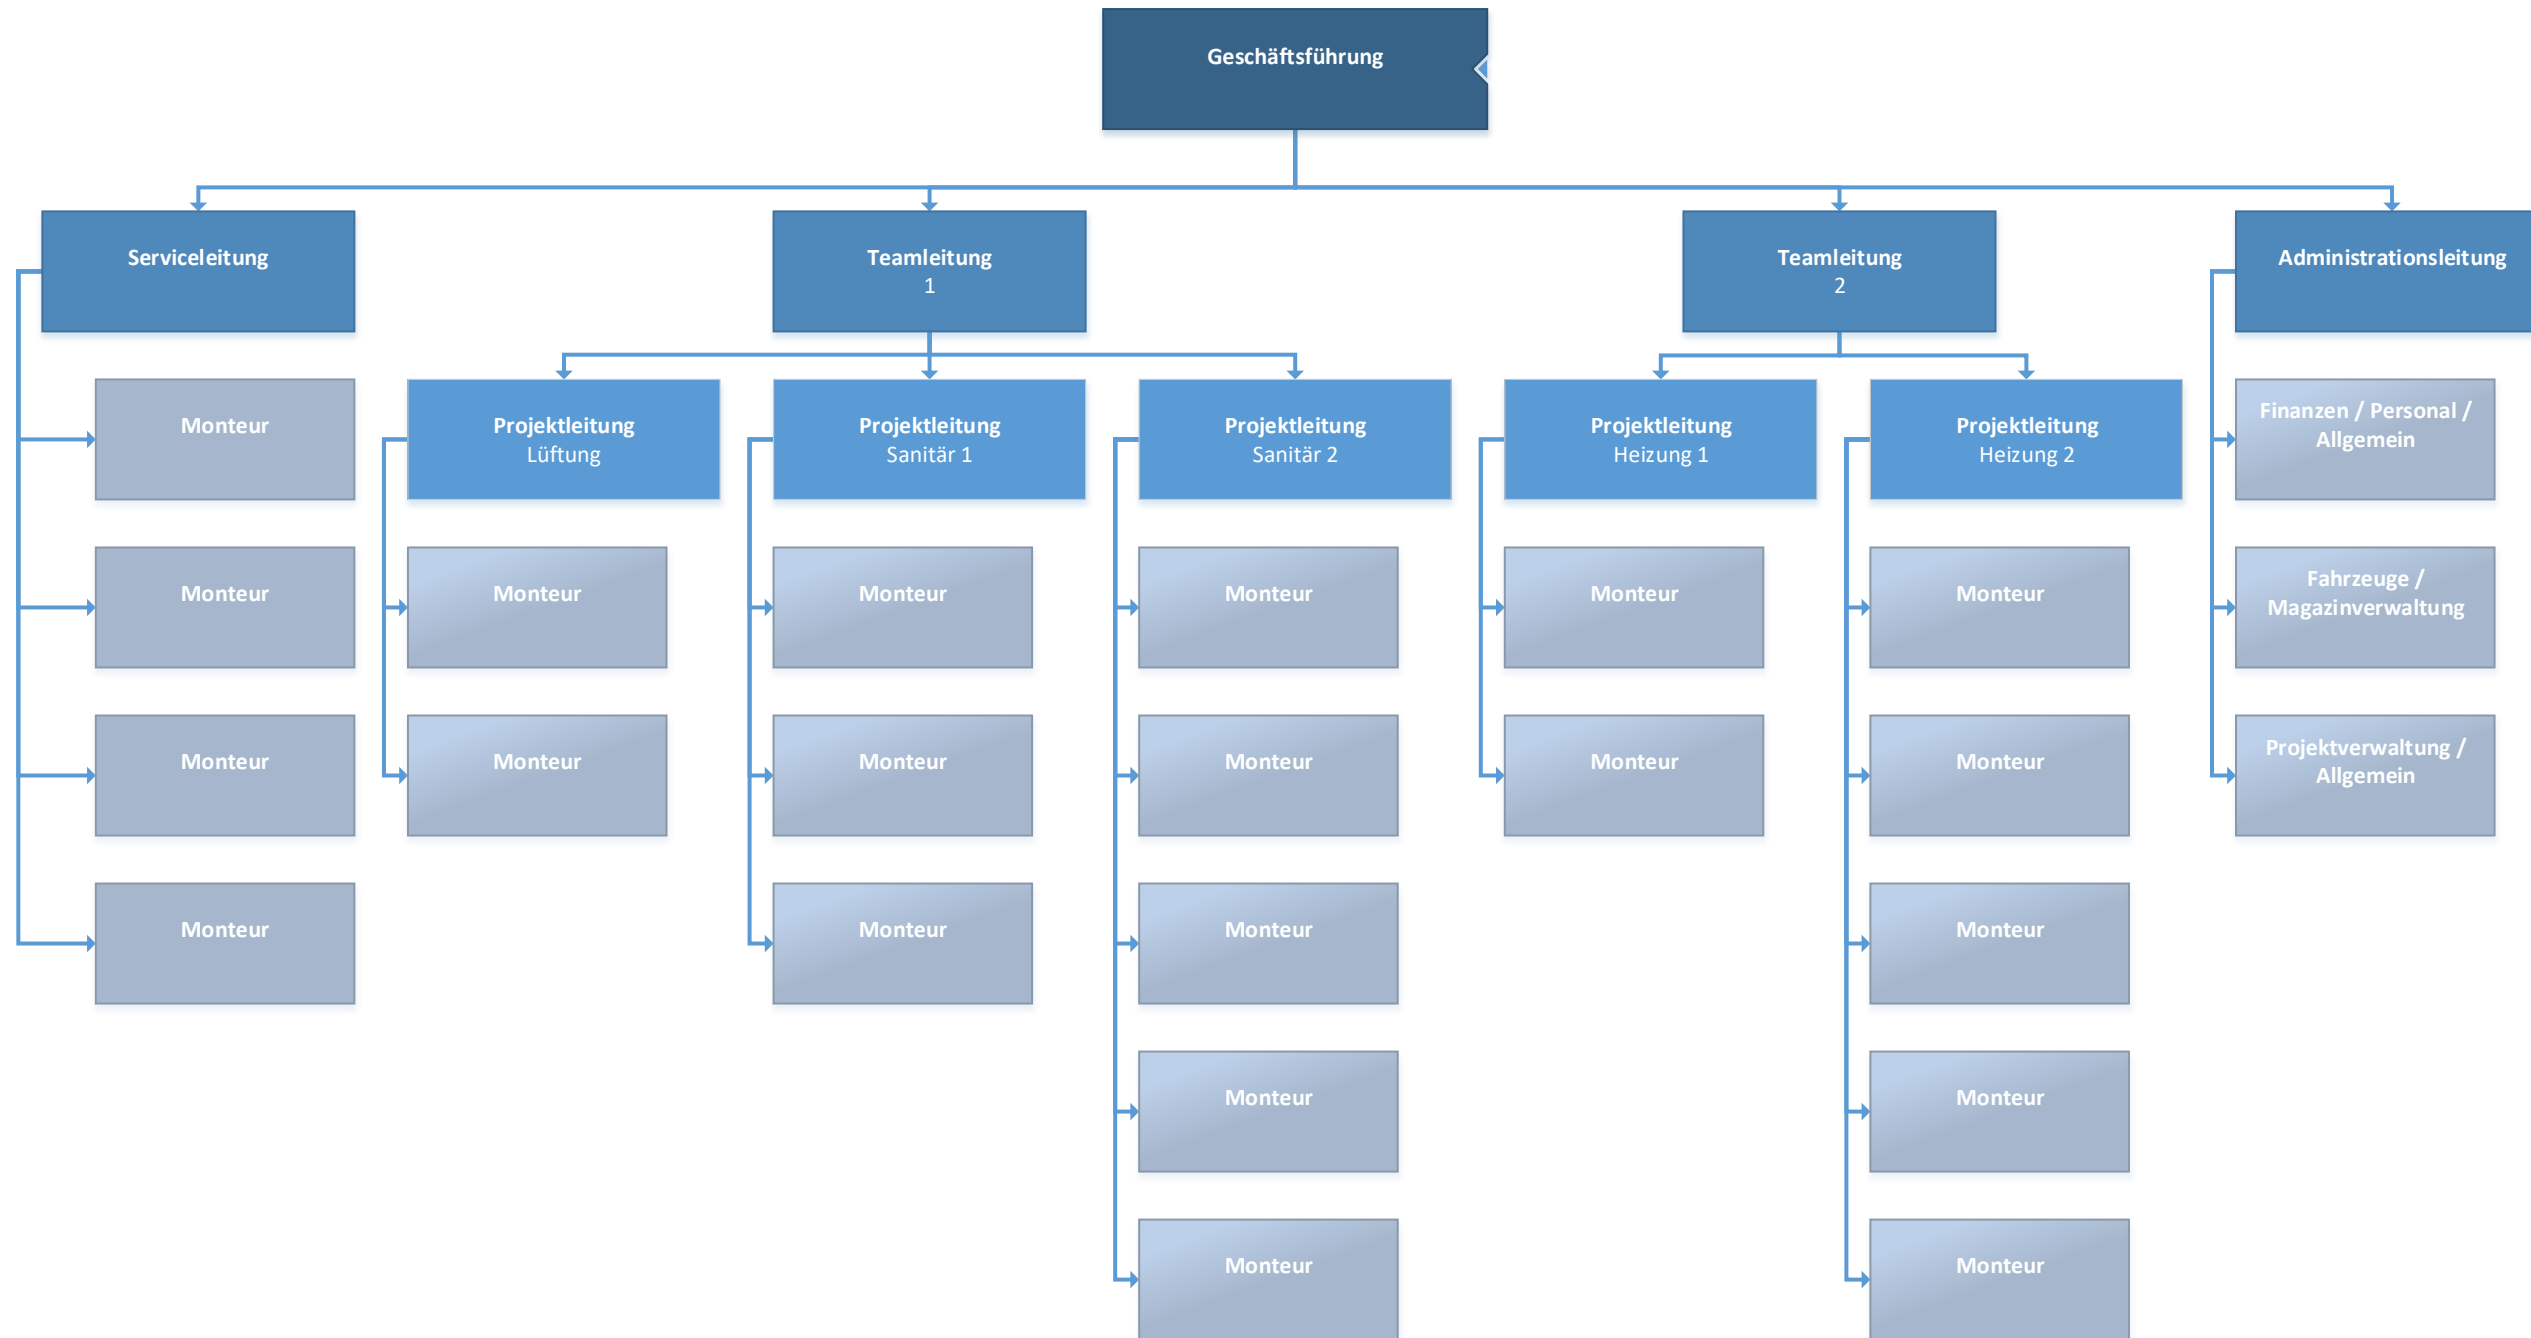 Geschäftsführung
Serviceleitung
Teamleitung
1
Teamleitung
2
Administrationsleitung
Monteur
Projektleitung
Lüftung
Projektleitung
Sanitär 1
Projektleitung
Sanitär 2
Projektleitung
Heizung 1
Projektleitung
Heizung 2
Finanzen / Personal /
Allgemein
Monteur
Monteur
Monteur
Monteur
Monteur
Monteur
Fahrzeuge /
Magazinverwaltung
Monteur
Monteur
Monteur
Monteur
Monteur
Monteur
Projektverwaltung /
Allgemein
Monteur
Monteur
Monteur
Monteur
Monteur
Monteur
Monteur
Monteur